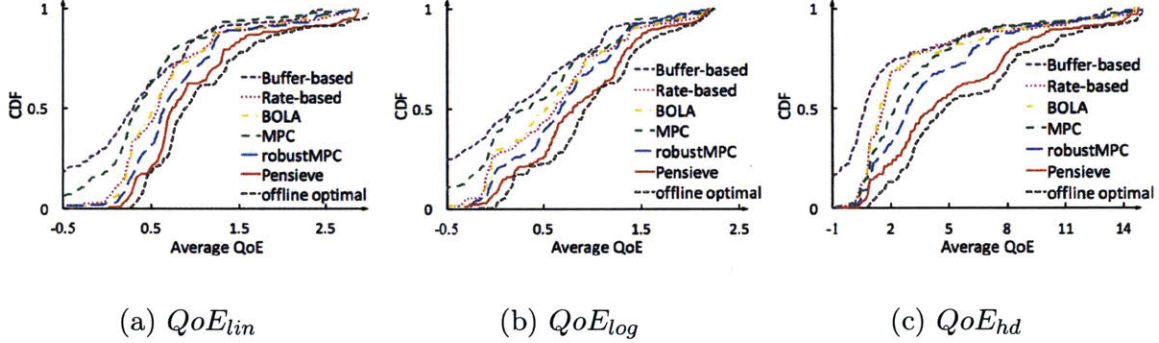 1
CDF
0.5
0
Buffer-based
Rate-based
BOLA
MPC
robustMPC
Pensieve
offline optimal
-0.5 0.5 1.5 2.5
Average QoE
(a) QoE_lin
1
CDF
0.5
0
Buffer-based
Rate-based
BOLA
MPC
robustMPC
Pensieve
offline optimal
-0.5 0.5 1.5 2.5
Average QoE
(b) QoE_log
1
CDF
0.5
0
Buffer-based
Rate-based
BOLA
MPC
robustMPC
Pensieve
offline optimal
-1 2 5 8 11 14
Average QoE
(c) QoE_hd